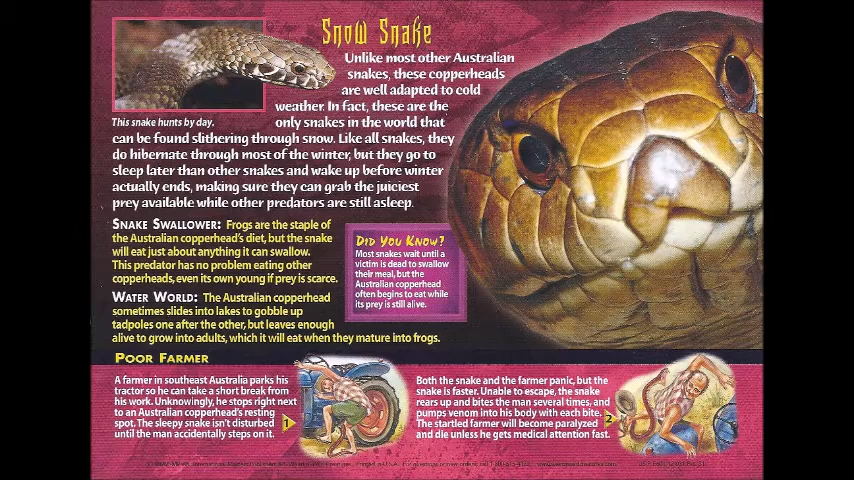 Snow Snake
Unlike most other Australian
snakes, these copperheads
are well adapted to cold
weather. In fact, these are the
only snakes in the world that
can be found slithering through snow. Like all snakes, they
do hibernate through most of the winter, but they go to
sleep later than other snakes and wake up before winter
actually ends, making sure they can grab the juiciest
prey available while other predators are still asleep.
This snake hunts by day.
SNAKE SWALLOWER: Frogs are the staple of
the Australian copperhead's diet, but the snake
will eat just about anything it can swallow.
This predator has no problem eating other
copperheads, even its own young if prey is scarce.
WATER WORLD: The Australian copperhead
sometimes slides into lakes to gobble up
tadpoles one after the other, but leaves enough
alive to grow into adults, which it will eat when they mature into frogs.
DID YOU KNOW?
Most snakes wait until a
victim is dead to swallow
their meal, but the
Australian copperhead
often begins to eat while
its prey is still alive.
POOR FARMER
A farmer in southeast Australia parks his
tractor so he can take a short break from
his work. Unknowingly, he stops right next
to an Australian copperhead's resting
spot. The sleepy snake isn't disturbed
until the man accidentally steps on it.
1
Both the snake and the farmer panic, but the
snake is faster. Unable to escape, the snake
rears up and bites the man several times, and
pumps venom into his body with each bite.
The startled farmer will become paralyzed
and die unless he gets medical attention fast.
2